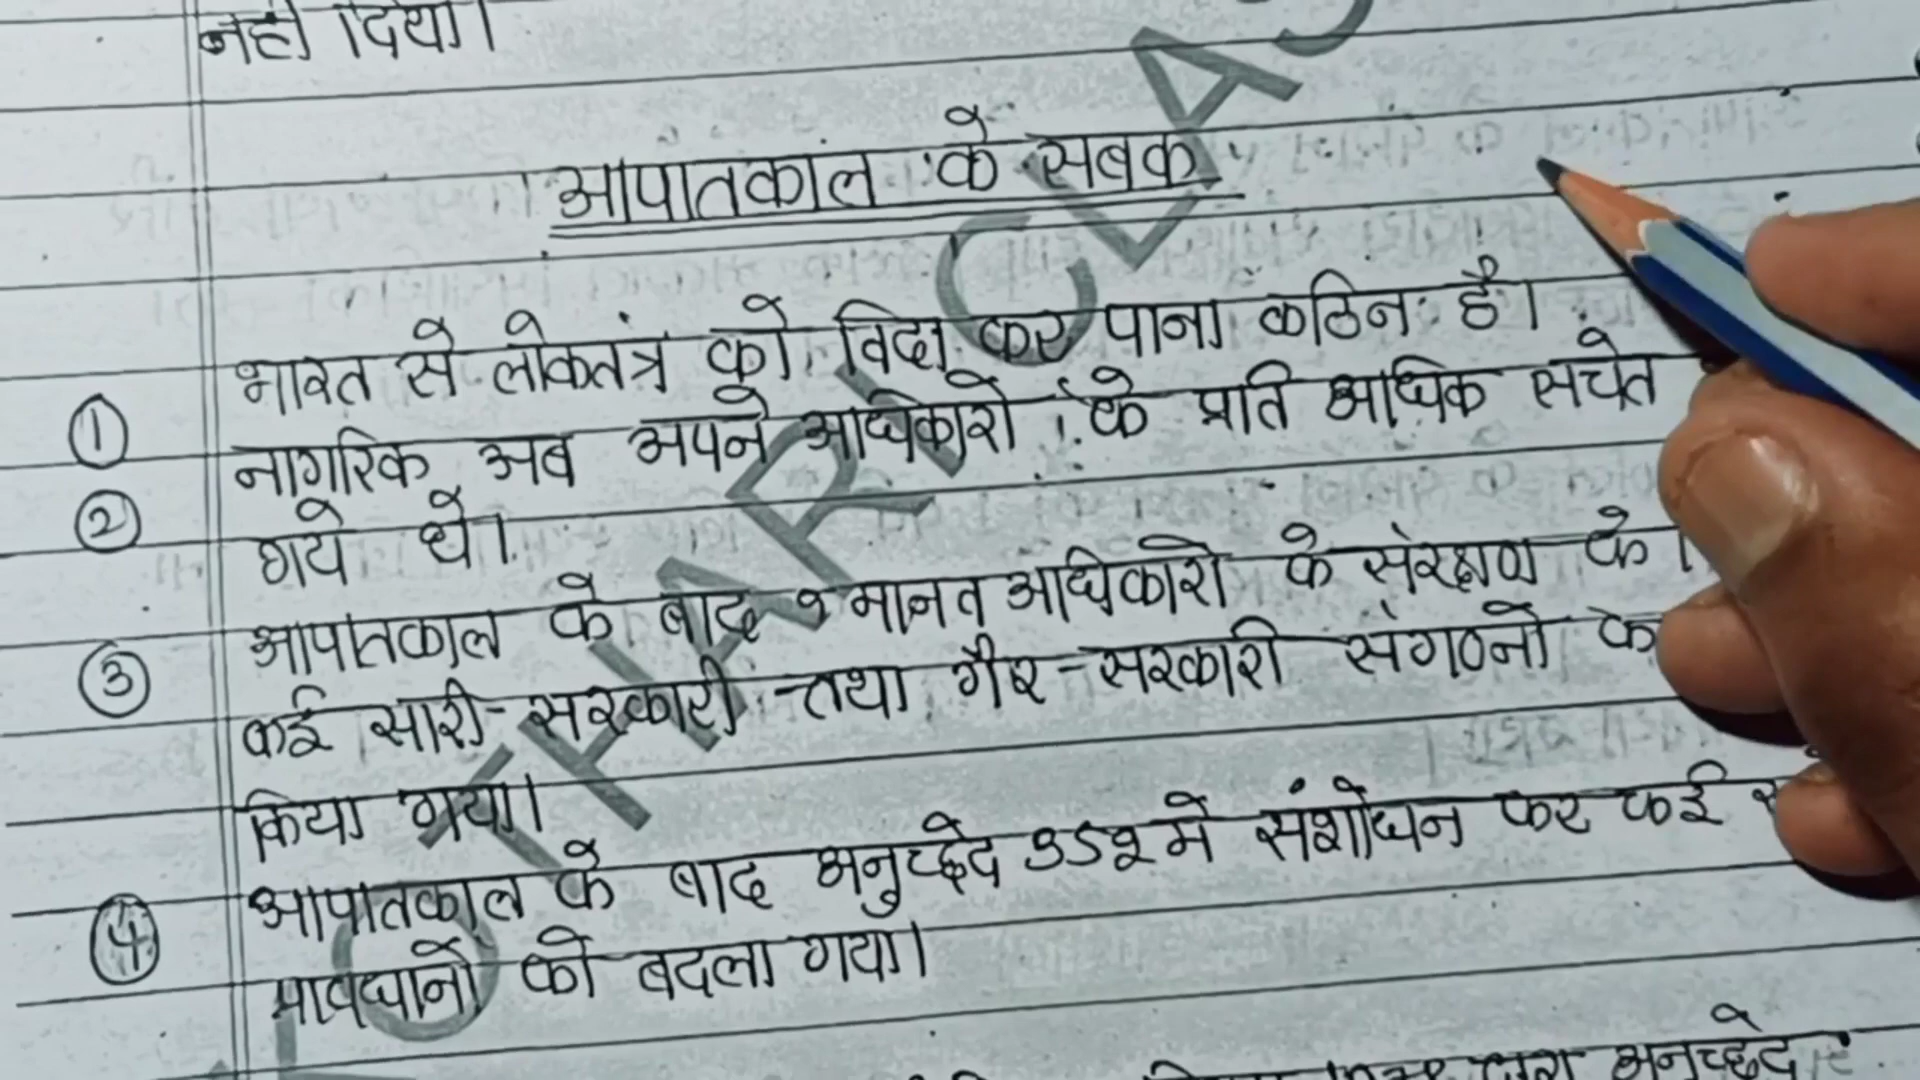 नही दिया।
आपातकाल के सबक
① भारत से लोकतंत्र को विदा कर पाना कठिन है।
② नागरिक अब अपने अधिकारो के प्रति अधिक सचेत
गये थे।
③ आपातकाल के बाद मानव अधिकारो के संरक्षण के
कई सारी सरकारी तथा गैर-सरकारी संगठनो
किया गया।
④ आपातकाल के बाद अनुच्छेद 352 मे संशोधन कर कई
प्रावधानों को बदला गया।
द्वारा अनुच्छेद
THARI CLAS